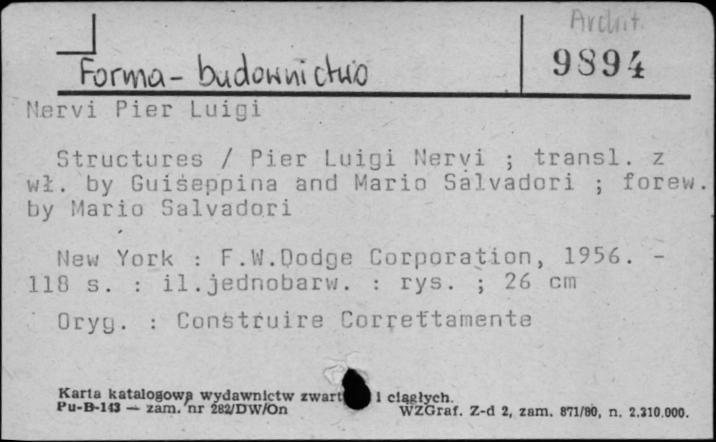 Archit.
9894
Forma - budownictwo
Nervi Pier Luigi
Structures / Pier Luigi Nervi ; transl. z
wł. by Guiseppina and Mario Salvadori ; forew.
by Mario Salvadori
New York : F.W.Dodge Corporation, 1956. -
118 s. : il.jednobarw. : rys. ; 26 cm
Oryg. : Construire Correttamente
Karta katalogowa wydawnictw zwart i ciągłych.
Pu-B-143 — zam. nr 282/DW/On WZGraf. Z-d 2, zam. 871/80, n. 2.310.000.